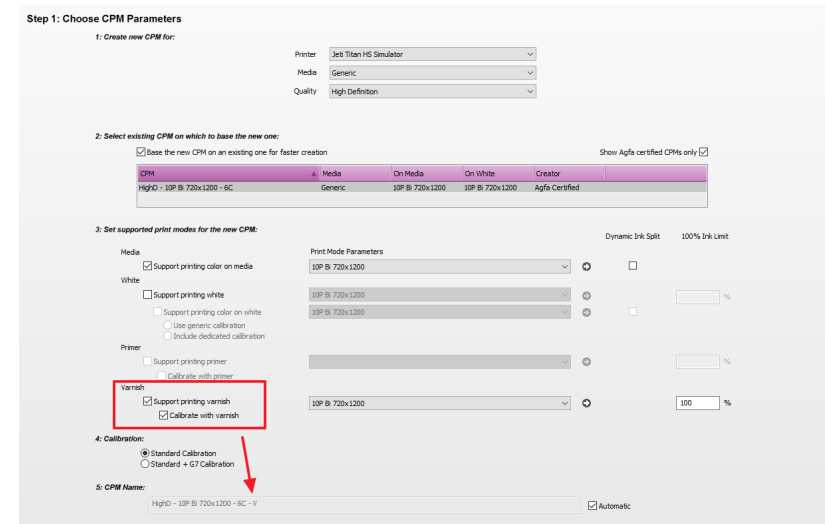 Step 1: Choose CPM Parameters
1: Create new CPM for:
Printer Jeti Titan HS Simulator
Media Generic
Quality High Definition
2: Select existing CPM on which to base the new one:
Base the new CPM on an existing one for faster creation Show Agfa certified CPMs only
CPM Media On Media On White Creator
HighD - 10P Bi 720x1200 - 6C Generic 10P Bi 720x1200 10P Bi 720x1200 Agfa Certified
3: Set supported print modes for the new CPM:
Dynamic Ink Split 100% Ink Limit
Media Print Mode Parameters
Support printing color on media 10P Bi 720x1200
White
Support printing white 10P Bi 720x1200 %
Support printing color on white 10P Bi 720x1200
Use generic calibration
Include dedicated calibration
Primer
Support printing primer %
Calibrate with primer
Varnish
Support printing varnish 10P Bi 720x1200 100 %
Calibrate with varnish
4: Calibration:
Standard Calibration
Standard + G7 Calibration
5: CPM Name:
HighD - 10P Bi 720x1200 - 6C - V Automatic